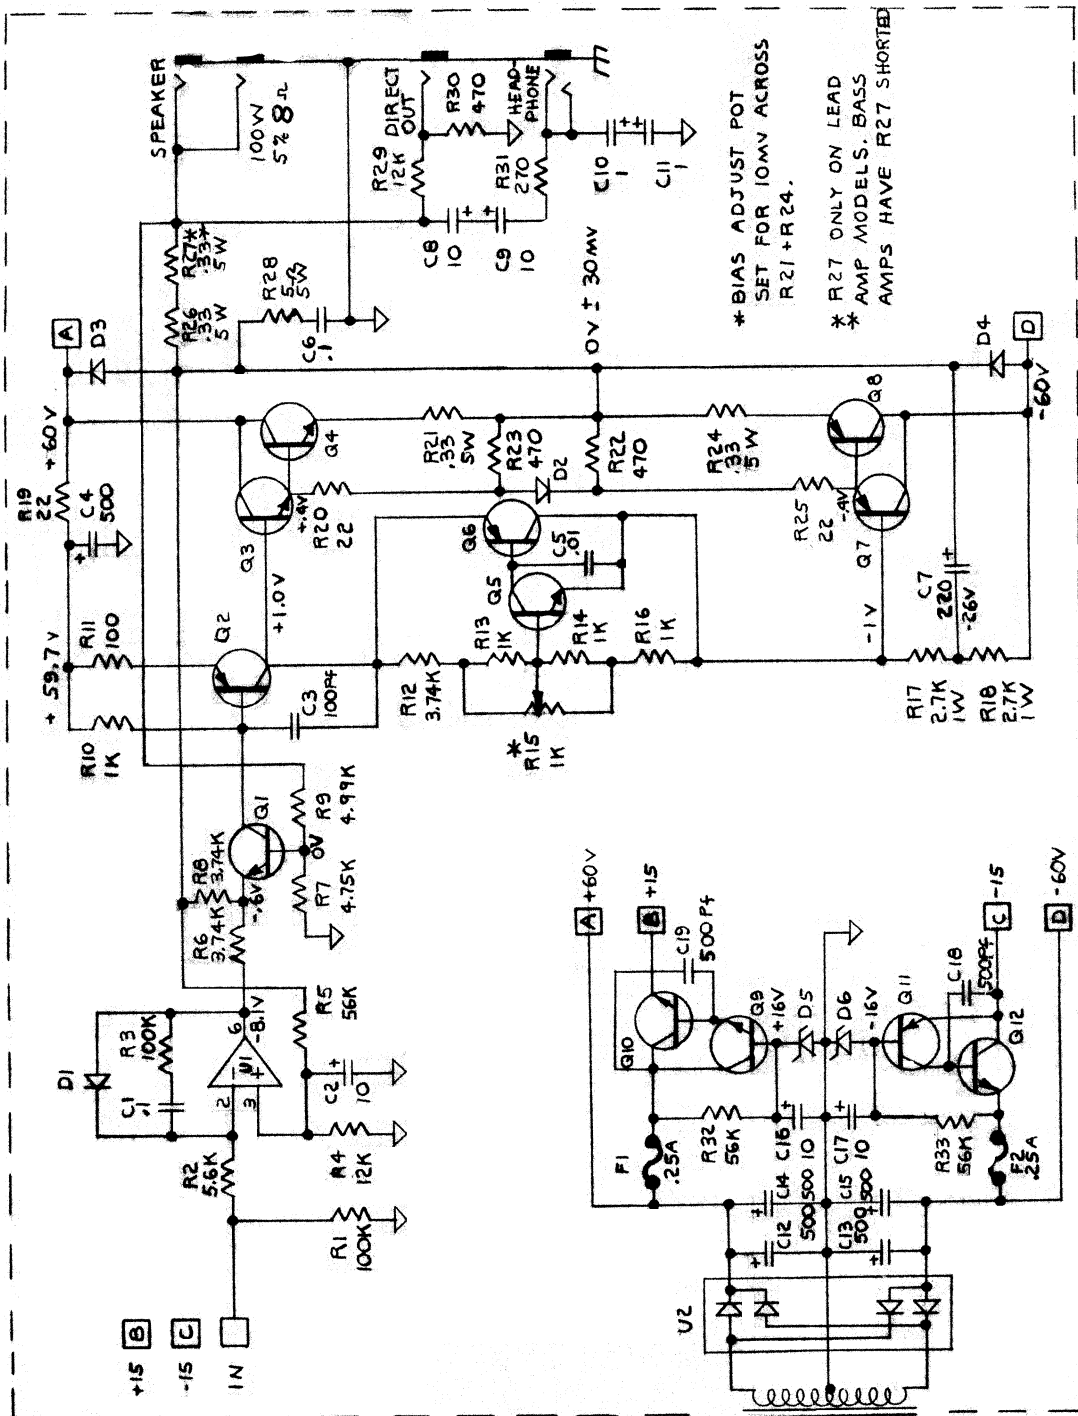 SPEAKER
100W
5% 8Ω
DIRECT
OUT
R29
12K
R30
470
HEAD-
PHONE
R31
270
C10
1
C11
1
C8
10
C9
10
R27*
.33*
5W
R26
.33
5W
R28
5W
C6
.1
A
D3
+60V
R19
22
C4
500
+59.7V
R11
100
R10
1K
Q2
Q3
Q4
+.4V
R20
22
+1.0V
C3
100Pf
R21
.33
5W
R23
470
D2
R22
470
0V ± 30MV
R24
.33
5W
Q8
D4
D
-60V
R25
22
-.4V
Q7
-1V
C7
220
-26V
R17
2.7K
1W
R18
2.7K
1W
Q6
Q5
C5
.01
R12
3.74K
R13
1K
R14
1K
R16
1K
*
R15
1K
*BIAS ADJUST POT
SET FOR 10MV ACROSS
R21+R24.
* R27 ONLY ON LEAD
* AMP MODELS. BASS
AMPS HAVE R27 SHORTED
R8
3.74K
R6
3.74K
-.6V
Q1
0V
R9
4.99K
R7
4.75K
D1
R3
100K
C1
.1
U1
2
3
6
-8.1V
R5
56K
C2
10
R4
12K
R2
5.6K
R1
100K
+15 B
-15 C
IN
A +60V
B +15
C19
500Pf
Q10
Q9
+16V
D5
D6
-16V
Q11
C18
500Pf
Q12
C -15
D -60V
F1
.25A
R32
56K
C16
10
C17
10
R33
56K
F2
.25A
C14
500
C12
500
C15
500
C13
500
U2